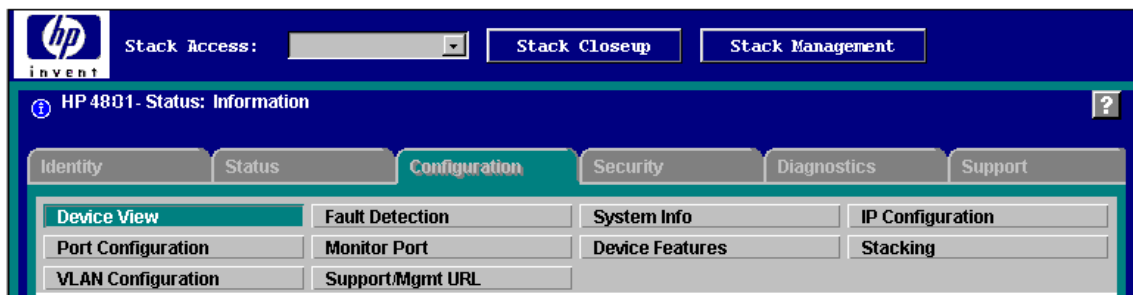 hp
invent
Stack Access: Stack Closeup Stack Management
HP 4801 - Status: Information ?
Identity Status Configuration Security Diagnostics Support
Device View Fault Detection System Info IP Configuration
Port Configuration Monitor Port Device Features Stacking
VLAN Configuration Support/Mgmt URL